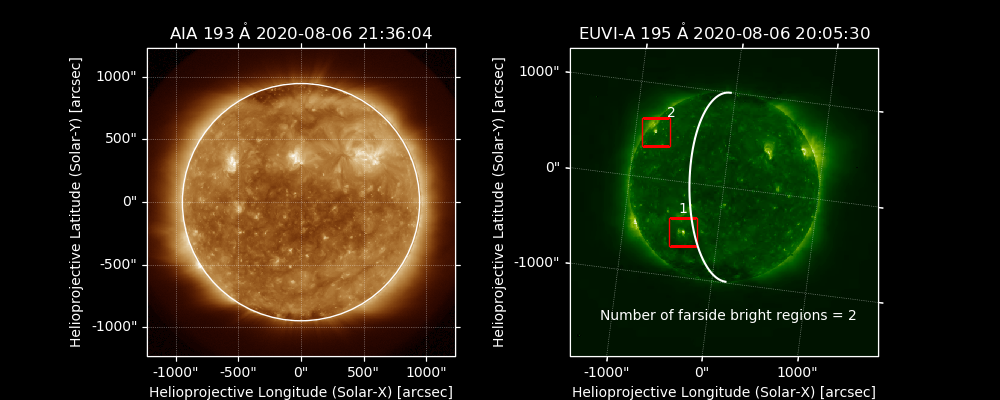 AIA 193 Å 2020-08-06 21:36:04
EUVI-A 195 Å 2020-08-06 20:05:30
Helioprojective Latitude (Solar-Y) [arcsec]
1000"
500"
0"
-500"
-1000"
-1000"
-500"
0"
500"
1000"
Helioprojective Longitude (Solar-X) [arcsec]
Helioprojective Latitude (Solar-Y) [arcsec]
1000"
0"
-1000"
2
1
Number of farside bright regions = 2
-1000"
0"
1000"
Helioprojective Longitude (Solar-X) [arcsec]